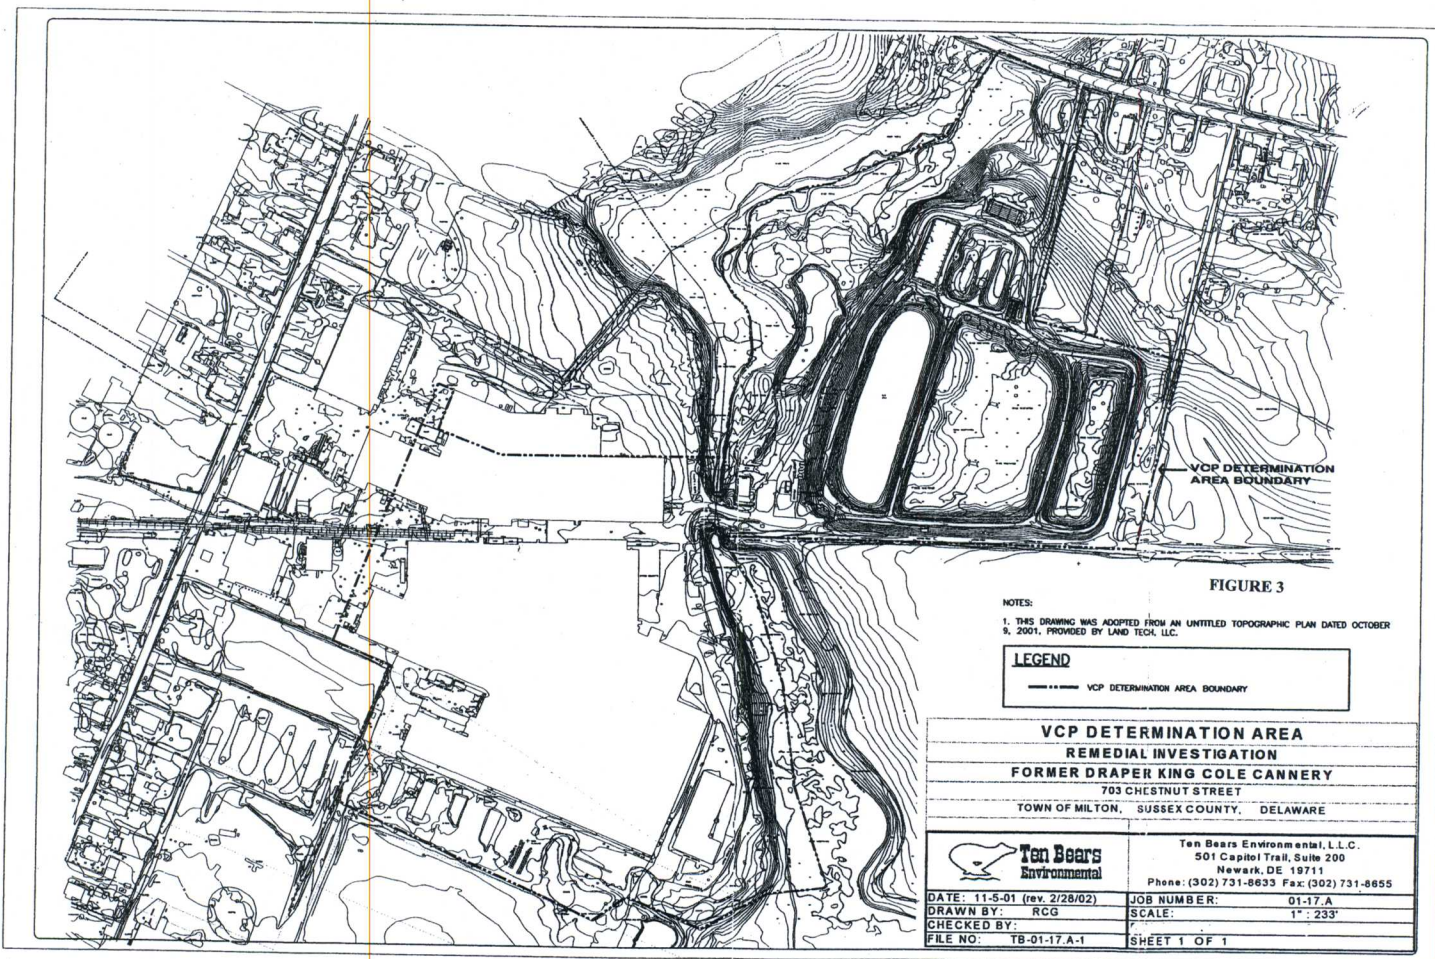 VCP DETERMINATION
AREA BOUNDARY
FIGURE 3
NOTES:
1. THIS DRAWING WAS ADOPTED FROM AN UNTITLED TOPOGRAPHIC PLAN DATED OCTOBER
9, 2001, PROVIDED BY LAND TECH, LLC.
LEGEND
VCP DETERMINATION AREA BOUNDARY
VCP DETERMINATION AREA
REMEDIAL INVESTIGATION
FORMER DRAPER KING COLE CANNERY
703 CHESTNUT STREET
TOWN OF MILTON, SUSSEX COUNTY, DELAWARE
Ten Bears
Environmental
Ten Bears Environmental, L.L.C.
501 Capitol Trail, Suite 200
Newark, DE 19711
Phone: (302) 731-8633 Fax: (302) 731-8655
DATE: 11-5-01 (rev. 2/28/02)
JOB NUMBER: 01-17.A
DRAWN BY: RCG
SCALE: 1" : 233'
CHECKED BY:
FILE NO: TB-01-17.A-1
SHEET 1 OF 1